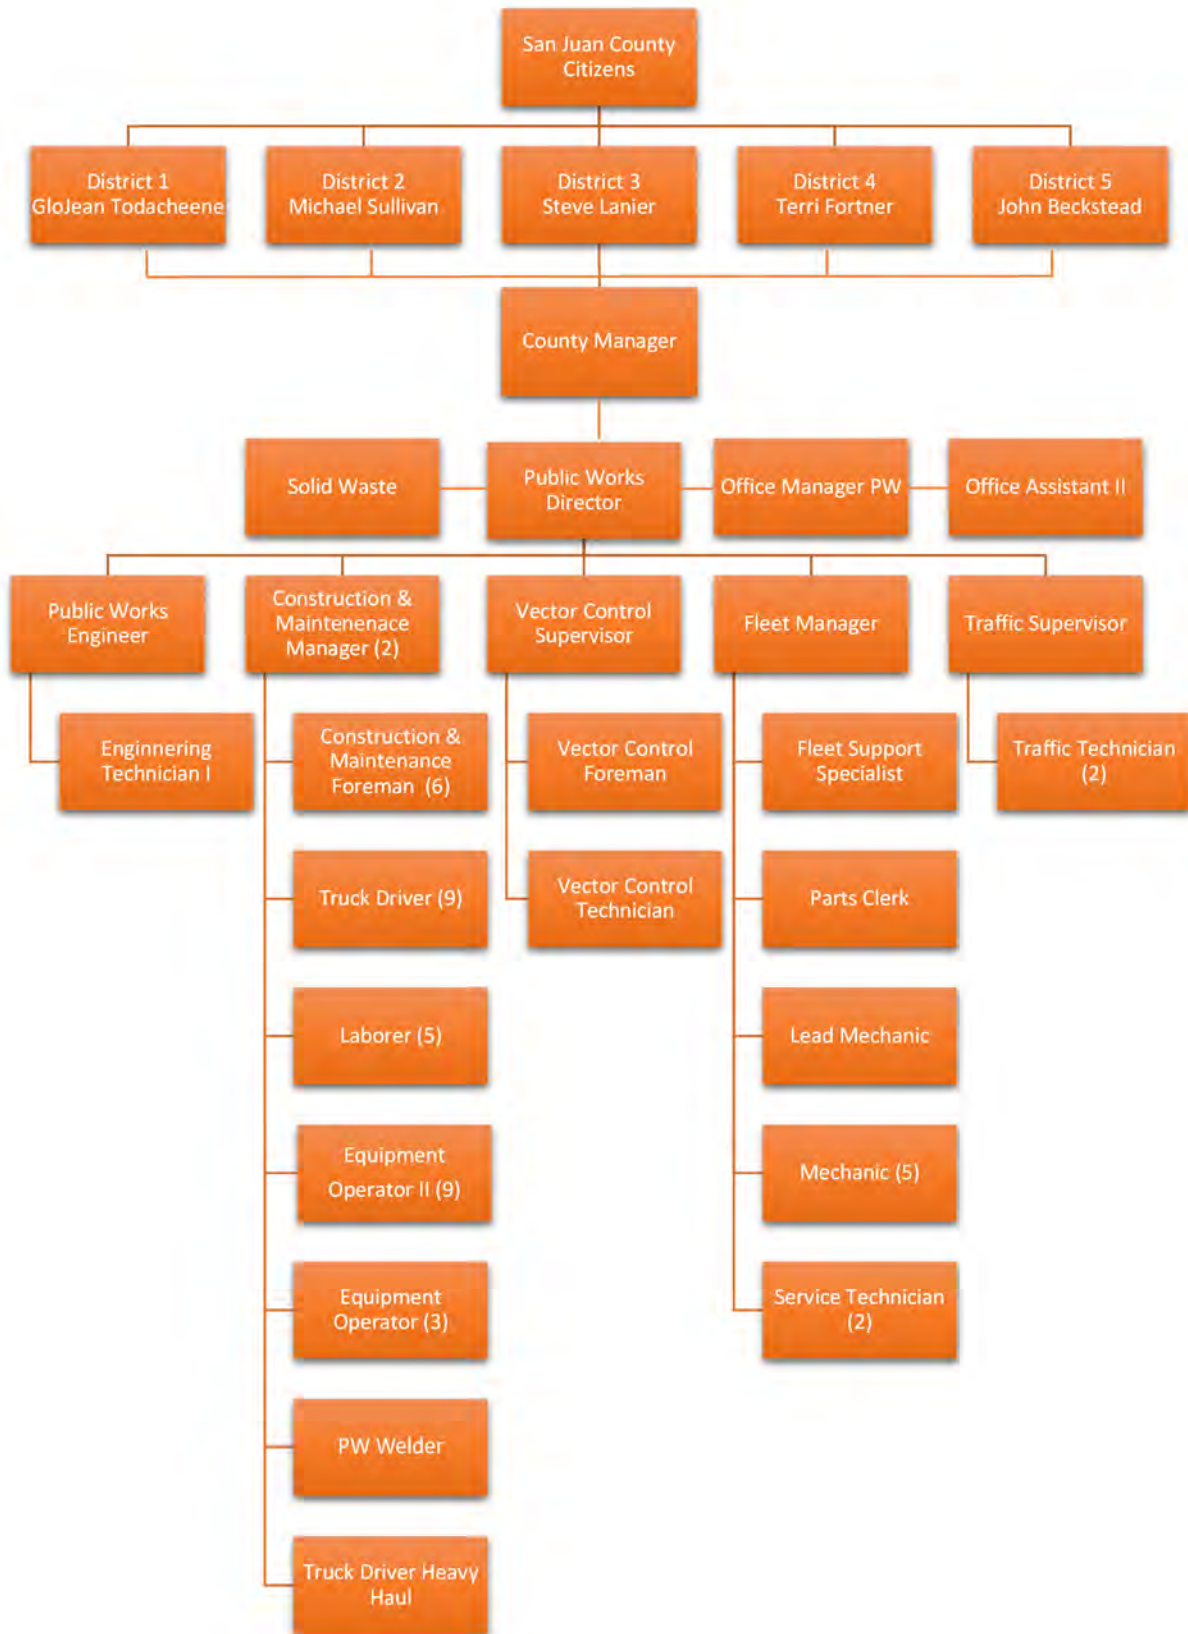 San Juan County
Citizens
District 1
GloJean Todacheene
District 2
Michael Sullivan
District 3
Steve Lanier
District 4
Terri Fortner
District 5
John Beckstead
County Manager
Solid Waste
Public Works
Director
Office Manager PW
Office Assistant II
Public Works
Engineer
Construction &
Maintenenace
Manager (2)
Vector Control
Supervisor
Fleet Manager
Traffic Supervisor
Enginnering
Technician I
Construction &
Maintenance
Foreman (6)
Vector Control
Foreman
Fleet Support
Specialist
Traffic Technician
(2)
Truck Driver (9)
Vector Control
Technician
Parts Clerk
Laborer (5)
Lead Mechanic
Equipment
Operator II (9)
Mechanic (5)
Equipment
Operator (3)
Service Technician
(2)
PW Welder
Truck Driver Heavy
Haul